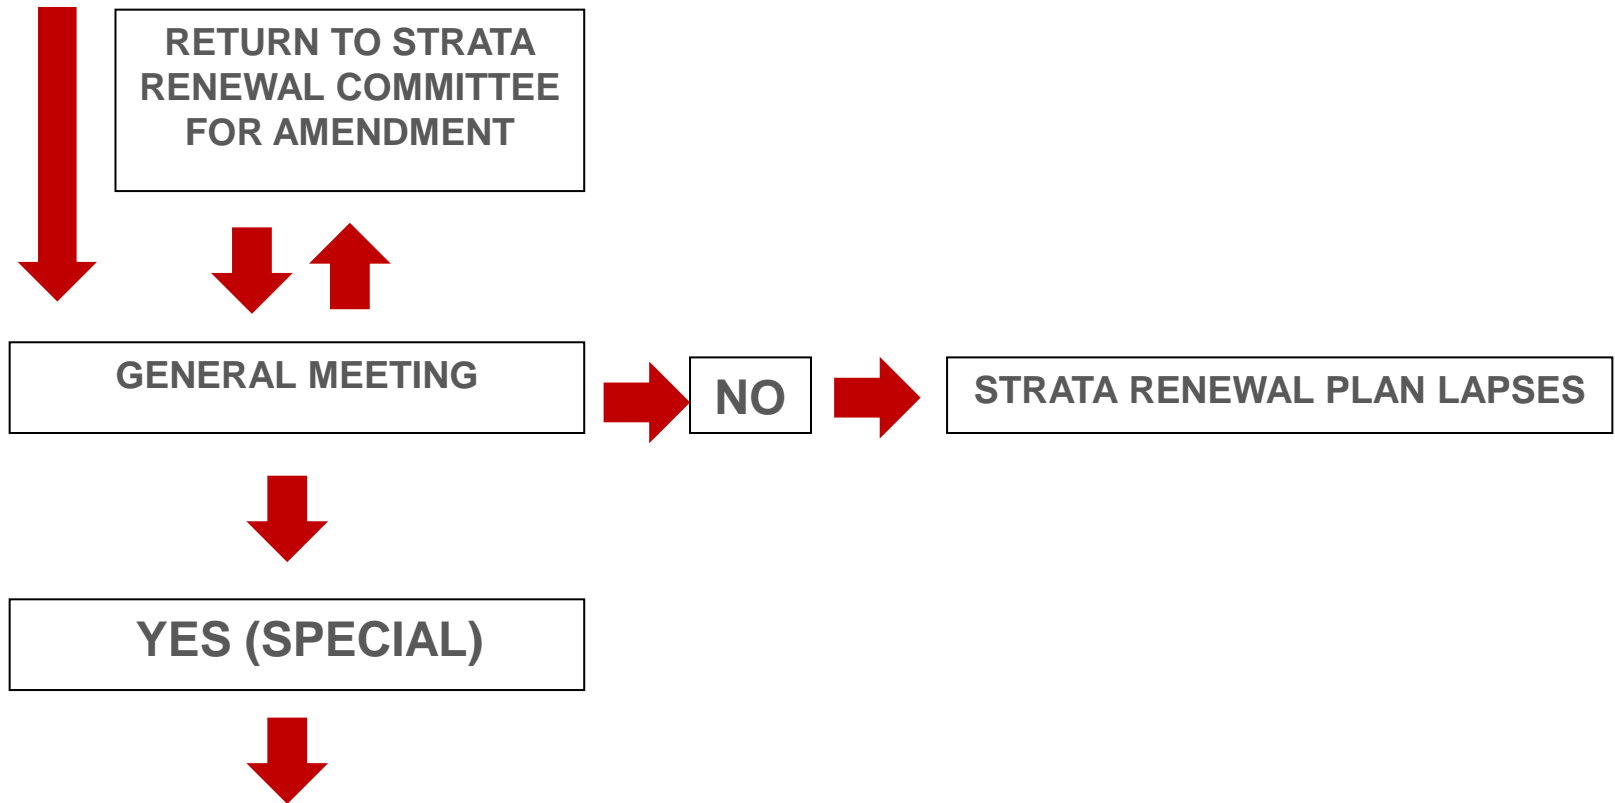 RETURN TO STRATA
RENEWAL COMMITTEE
FOR AMENDMENT
GENERAL MEETING
NO
STRATA RENEWAL PLAN LAPSES
YES (SPECIAL)